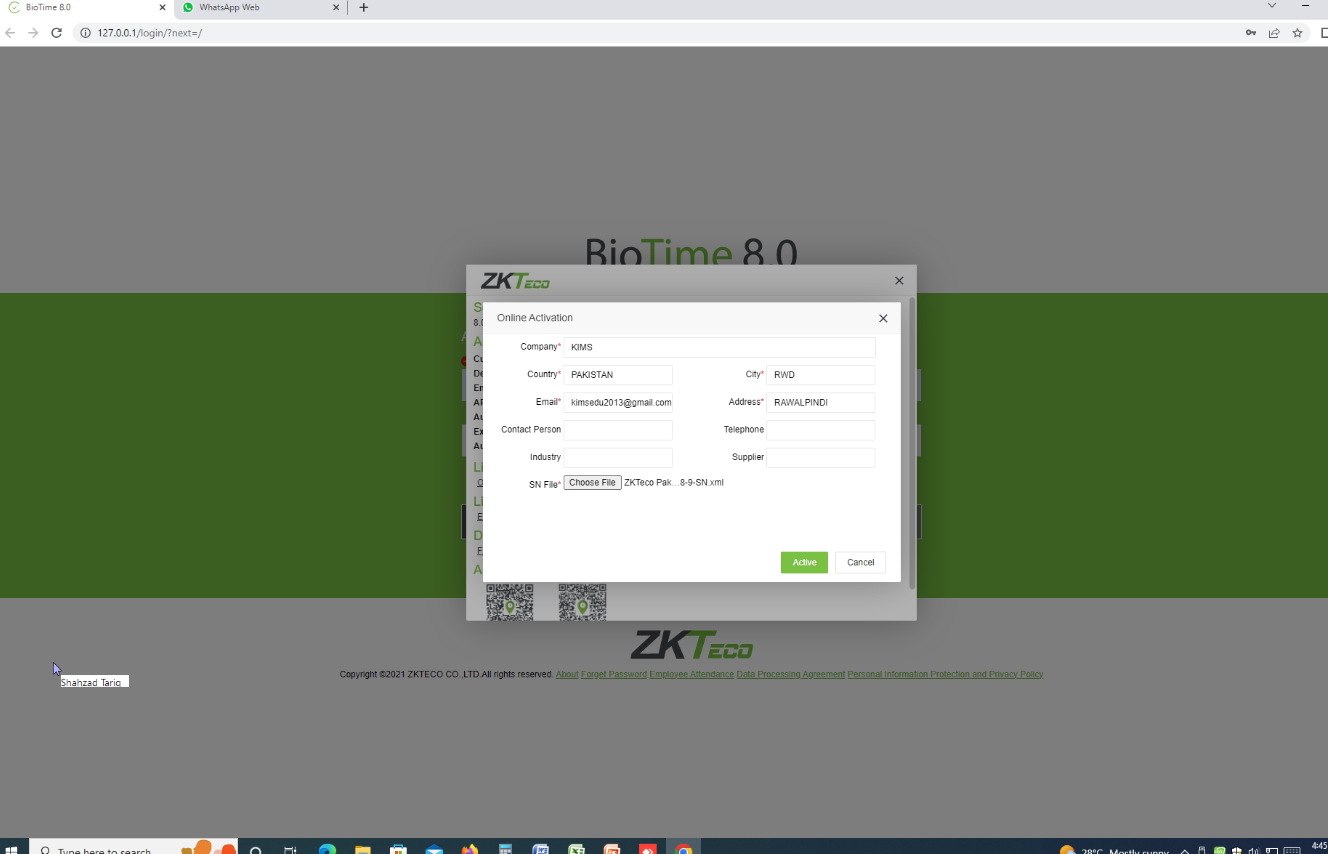 BioTime 8.0
WhatsApp Web
127.0.0.1/login/?next=/
BioTime 8.0
ZKTeco
Online Activation
Company* KIMS
Country* PAKISTAN City* RWD
Email* kimsedu2013@gmail.com Address* RAWALPINDI
Contact Person Telephone
Industry Supplier
SN File* Choose File ZKTeco Pak...8-9-SN.xml
Active Cancel
ZKTeco
Copyright ©2021 ZKTECO CO.,LTD.All rights reserved. About Forget Password Employee Attendance Data Processing Agreement Personal Information Protection and Privacy Policy
Shahzad Tariq
Type here to search
28°C Mostly sunny
4:45